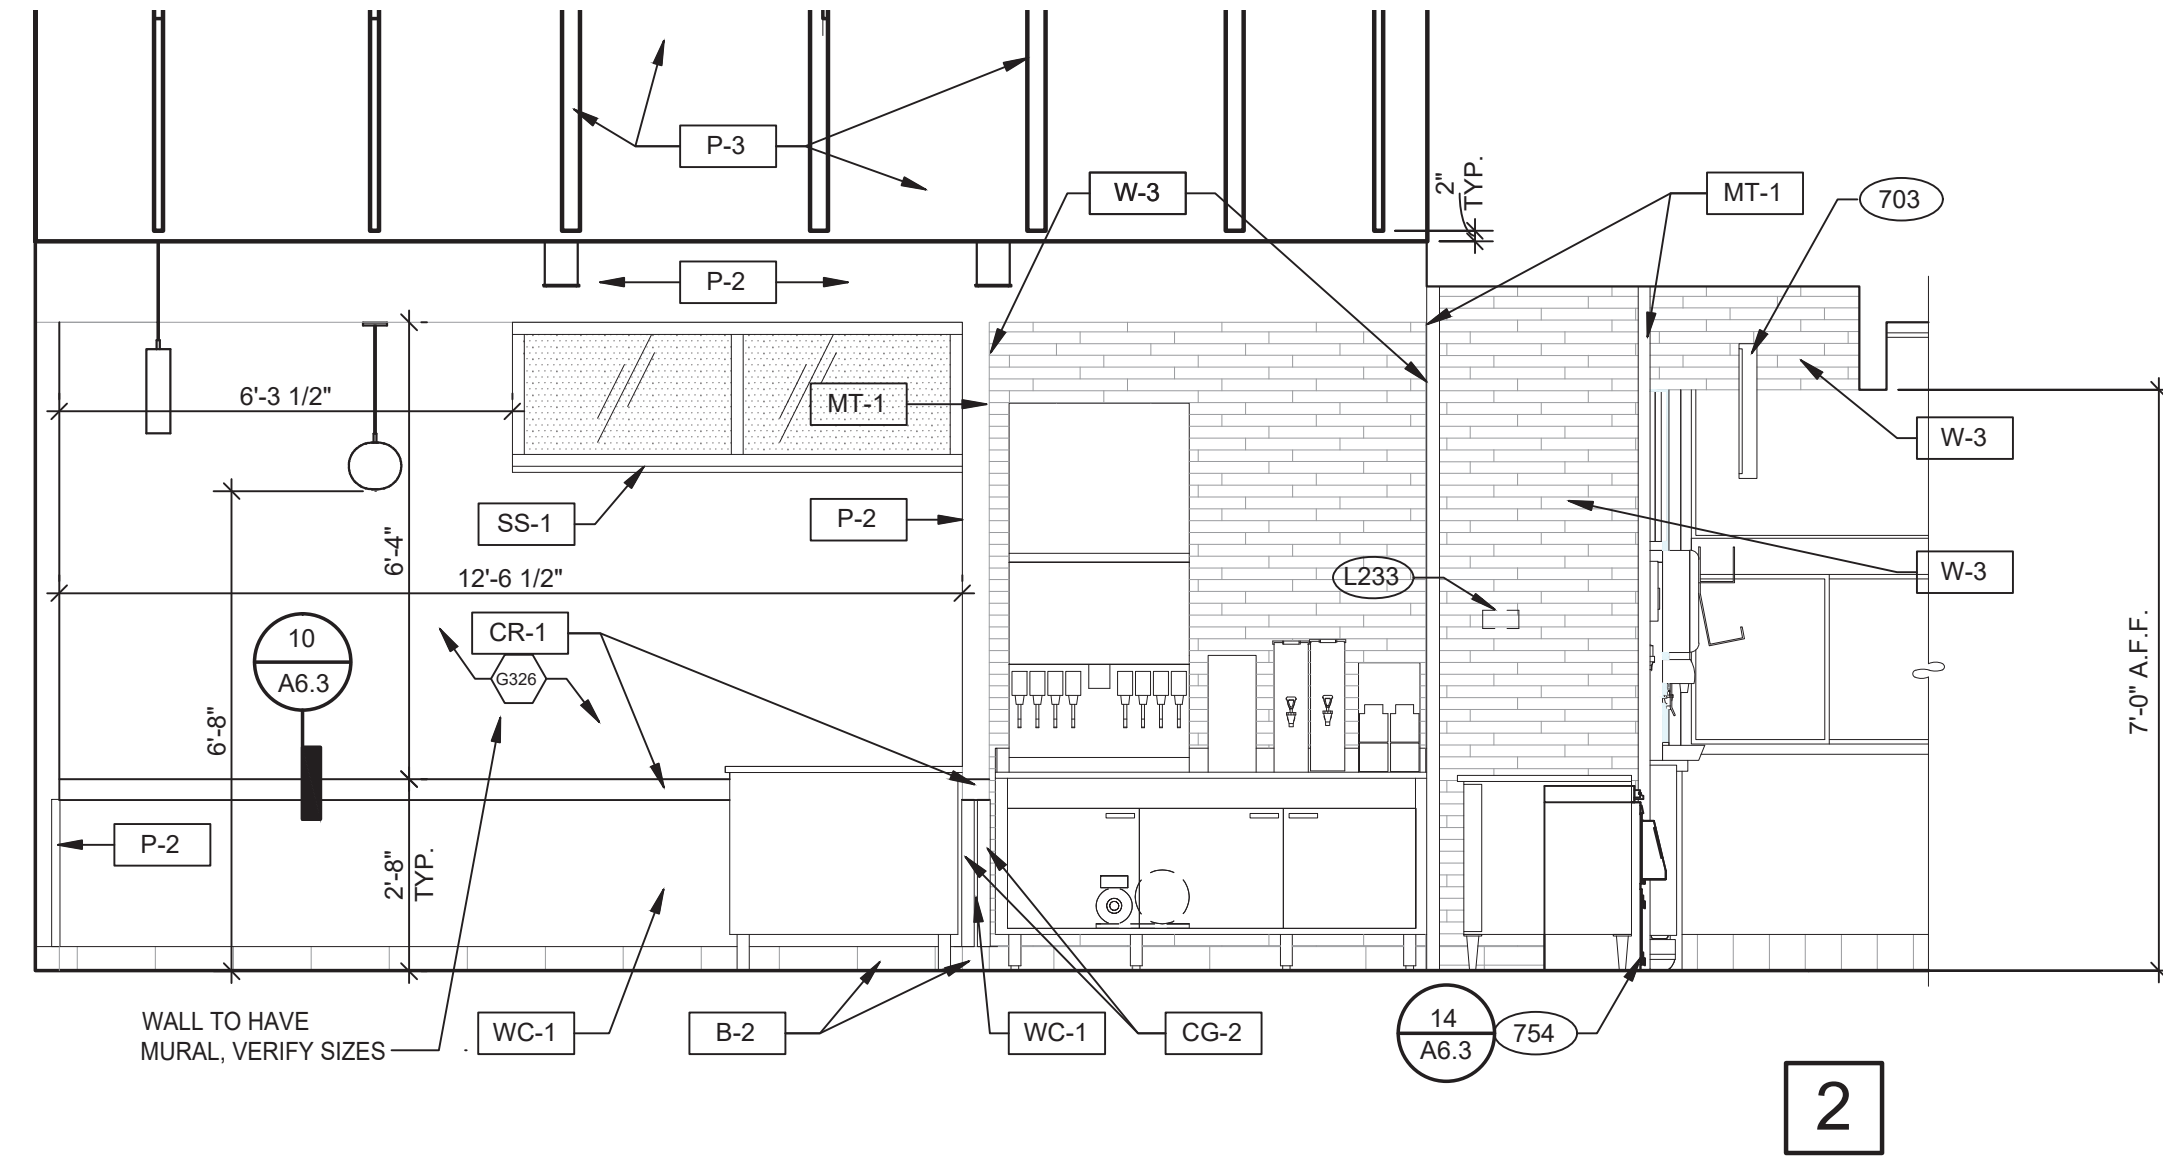 P-3
2"
TYP.
W-3
MT-1
703
P-2
6'-3 1/2"
MT-1
W-3
SS-1
P-2
6'-4"
12'-6 1/2"
L233
W-3
CR-1
10
A6.3
G326
6'-8"
7'-0" A.F.F.
P-2
2'-8"
TYP.
WALL TO HAVE
MURAL, VERIFY SIZES
WC-1
B-2
WC-1
CG-2
14
A6.3
754
2